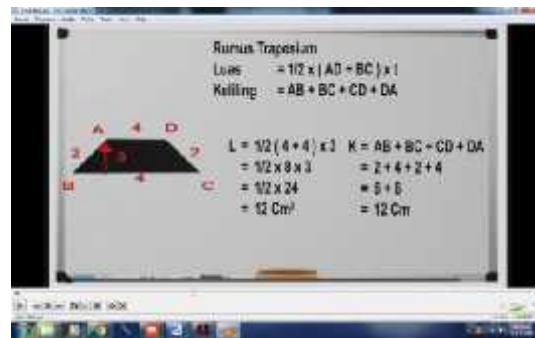 Rumus Trapesium
Luas = 1/2 x ( AD + BC ) x t
Keliling = AB + BC + CD + DA
A 4 D
2 3 2
B 4 C
L = 1/2 ( 4 + 4 ) x 3 K = AB + BC + CD + DA
= 1/2 x 8 x 3 = 2 + 4 + 2 + 4
= 1/2 x 24 = 6 + 6
= 12 Cm² = 12 Cm